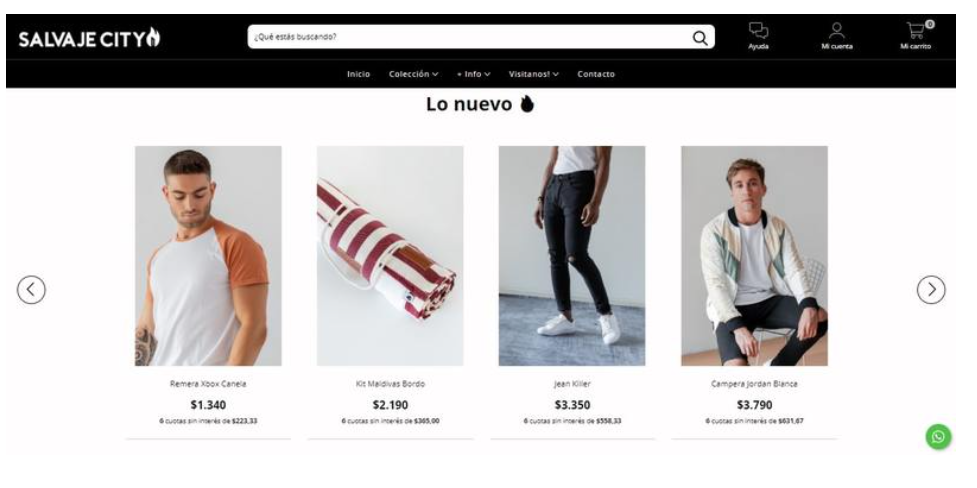 SALVAJE CITY
¿Qué estás buscando?
Ayuda
Mi cuenta
0
Mi carrito
Inicio Colección + Info Visitanos! Contacto
Lo nuevo
Remera Xbox Canela
$1.340
6 cuotas sin interés de $223,33
Kit Maldivas Bordo
$2.190
6 cuotas sin interés de $365,00
Jean Killer
$3.350
6 cuotas sin interés de $558,33
Campera Jordan Blanca
$3.790
6 cuotas sin interés de $631,67